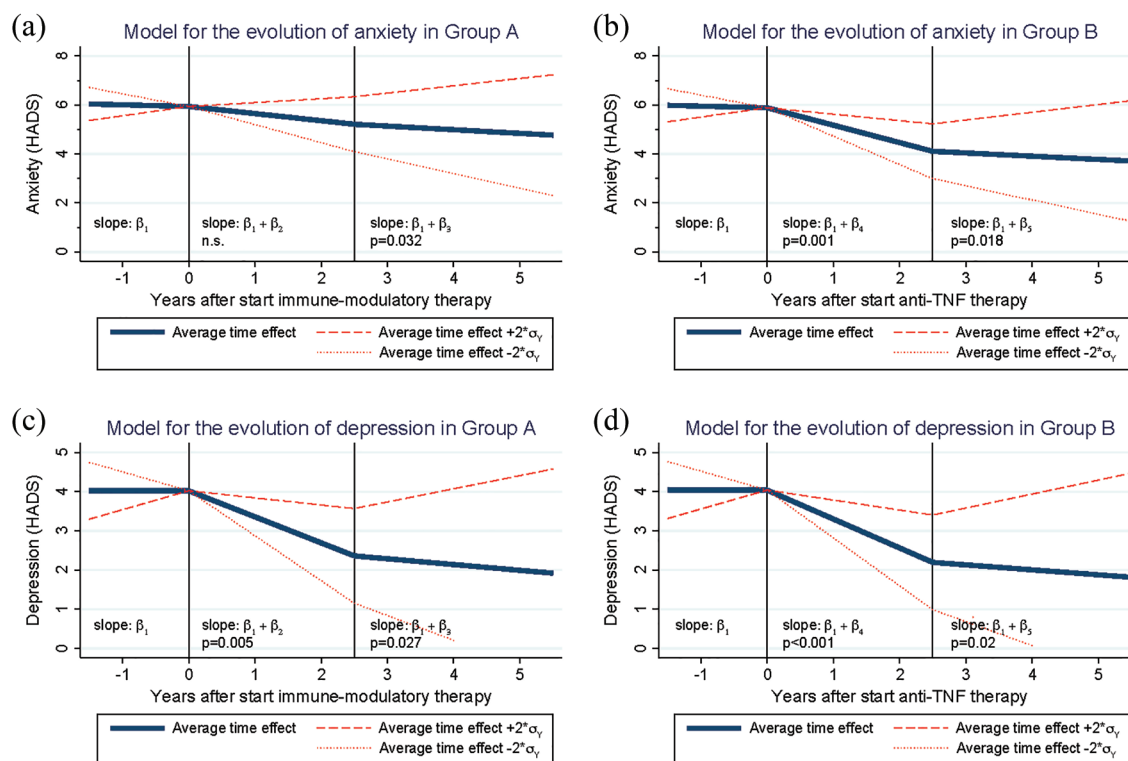 (a)
Model for the evolution of anxiety in Group A
Anxiety (HADS)
8
6
4
2
0
slope: β₁
slope: β₁ + β₂
n.s.
slope: β₁ + β₃
p=0.032
-1 0 1 2 3 4 5
Years after start immune-modulatory therapy
Average time effect
Average time effect +2*σᵧ
Average time effect -2*σᵧ
(b)
Model for the evolution of anxiety in Group B
Anxiety (HADS)
8
6
4
2
0
slope: β₁
slope: β₁ + β₄
p=0.001
slope: β₁ + β₅
p=0.018
-1 0 1 2 3 4 5
Years after start anti-TNF therapy
Average time effect
Average time effect +2*σᵧ
Average time effect -2*σᵧ
(c)
Model for the evolution of depression in Group A
Depression (HADS)
5
4
3
2
1
0
slope: β₁
slope: β₁ + β₂
p=0.005
slope: β₁ + β₃
p=0.027
-1 0 1 2 3 4 5
Years after start immune-modulatory therapy
Average time effect
Average time effect +2*σᵧ
Average time effect -2*σᵧ
(d)
Model for the evolution of depression in Group B
Depression (HADS)
5
4
3
2
1
0
slope: β₁
slope: β₁ + β₄
p<0.001
slope: β₁ + β₅
p=0.02
-1 0 1 2 3 4 5
Years after start anti-TNF therapy
Average time effect
Average time effect +2*σᵧ
Average time effect -2*σᵧ